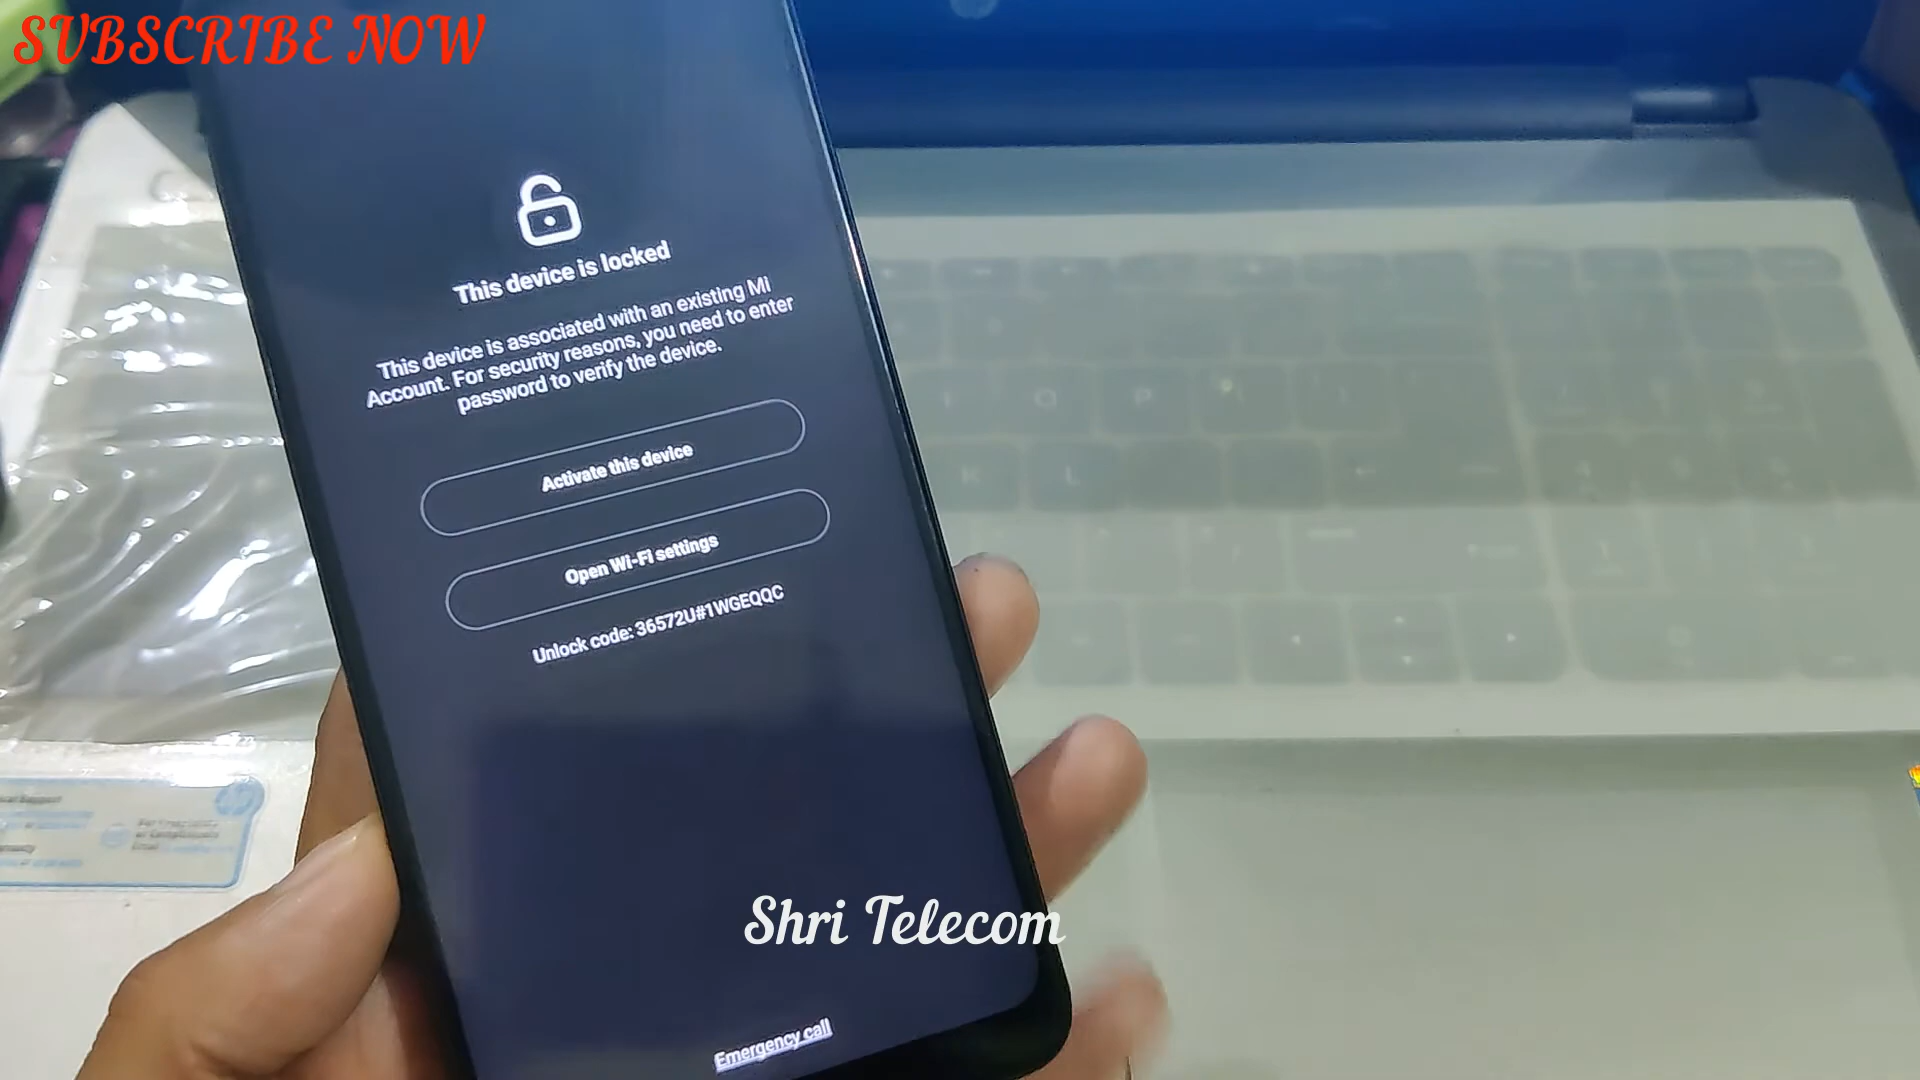 SUBSCRIBE NOW
This device is locked
This device is associated with an existing Mi
Account. For security reasons, you need to enter
password to verify the device.
Activate this device
Open Wi-Fi settings
Unlock code: 36572U#1WGEQQC
Shri Telecom
Emergency call